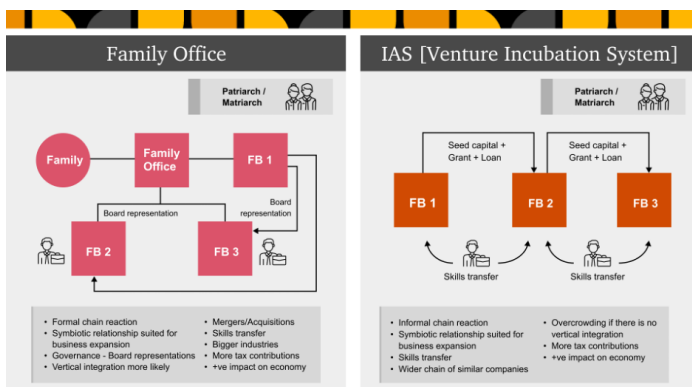 Family Office
Patriarch /
Matriarch
Family
Family
Office
FB 1
Board representation
Board
representation
FB 2
FB 3
• Formal chain reaction
• Symbiotic relationship suited for
business expansion
• Governance - Board representations
• Vertical integration more likely
• Mergers/Acquisitions
• Skills transfer
• Bigger industries
• More tax contributions
• +ve impact on economy
IAS [Venture Incubation System]
Patriarch /
Matriarch
Seed capital +
Grant + Loan
Seed capital +
Grant + Loan
FB 1
FB 2
FB 3
Skills transfer
Skills transfer
• Informal chain reaction
• Symbiotic relationship suited for
business expansion
• Skills transfer
• Wider chain of similar companies
• Overcrowding if there is no
vertical integration
• More tax contributions
• +ve impact on economy